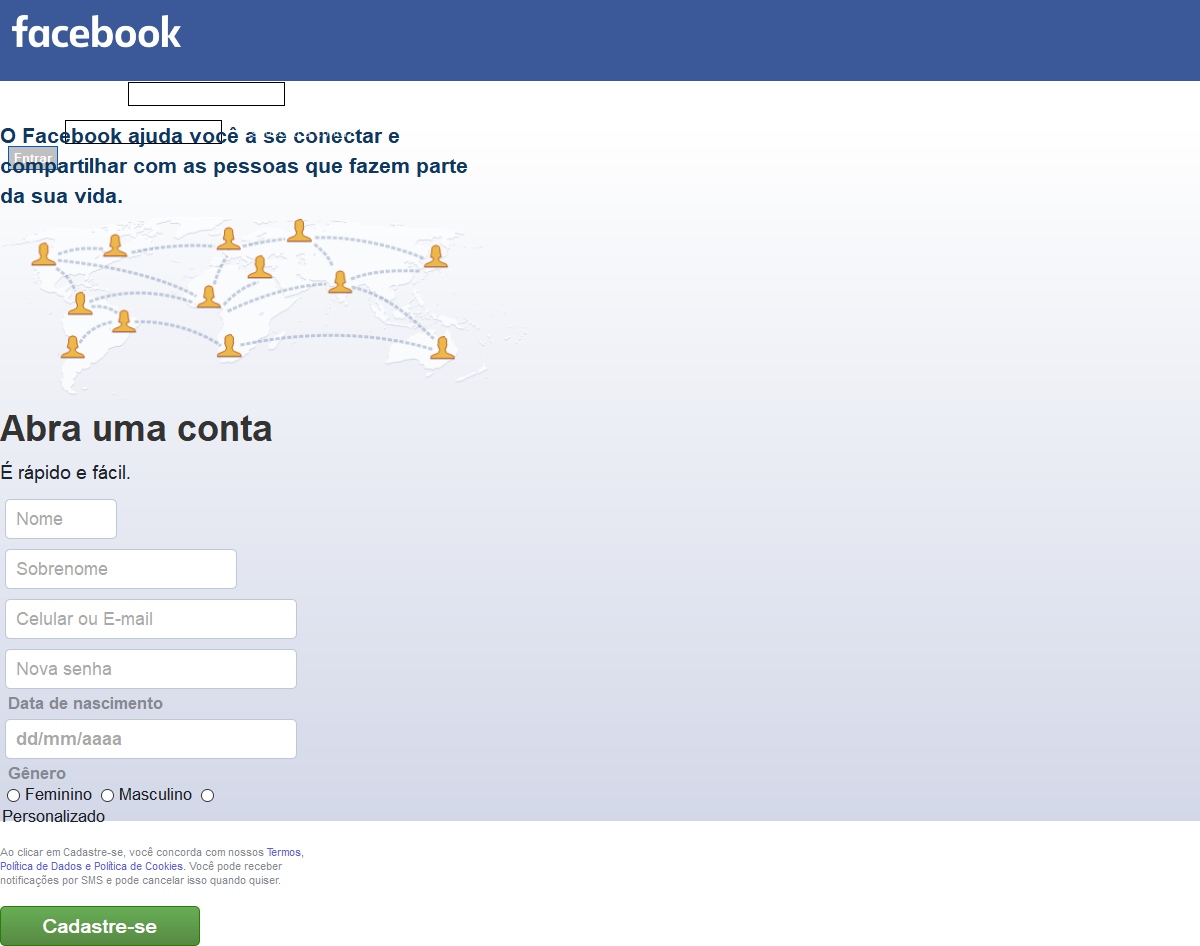 facebook
O Facebook ajuda você a se conectar e
Entrar
compartilhar com as pessoas que fazem parte
da sua vida.
Abra uma conta
É rápido e fácil.
Nome
Sobrenome
Celular ou E-mail
Nova senha
Data de nascimento
dd/mm/aaaa
Gênero
Feminino Masculino
Personalizado
Ao clicar em Cadastre-se, você concorda com nossos Termos,
Política de Dados e Política de Cookies. Você pode receber
notificações por SMS e pode cancelar isso quando quiser.
Cadastre-se